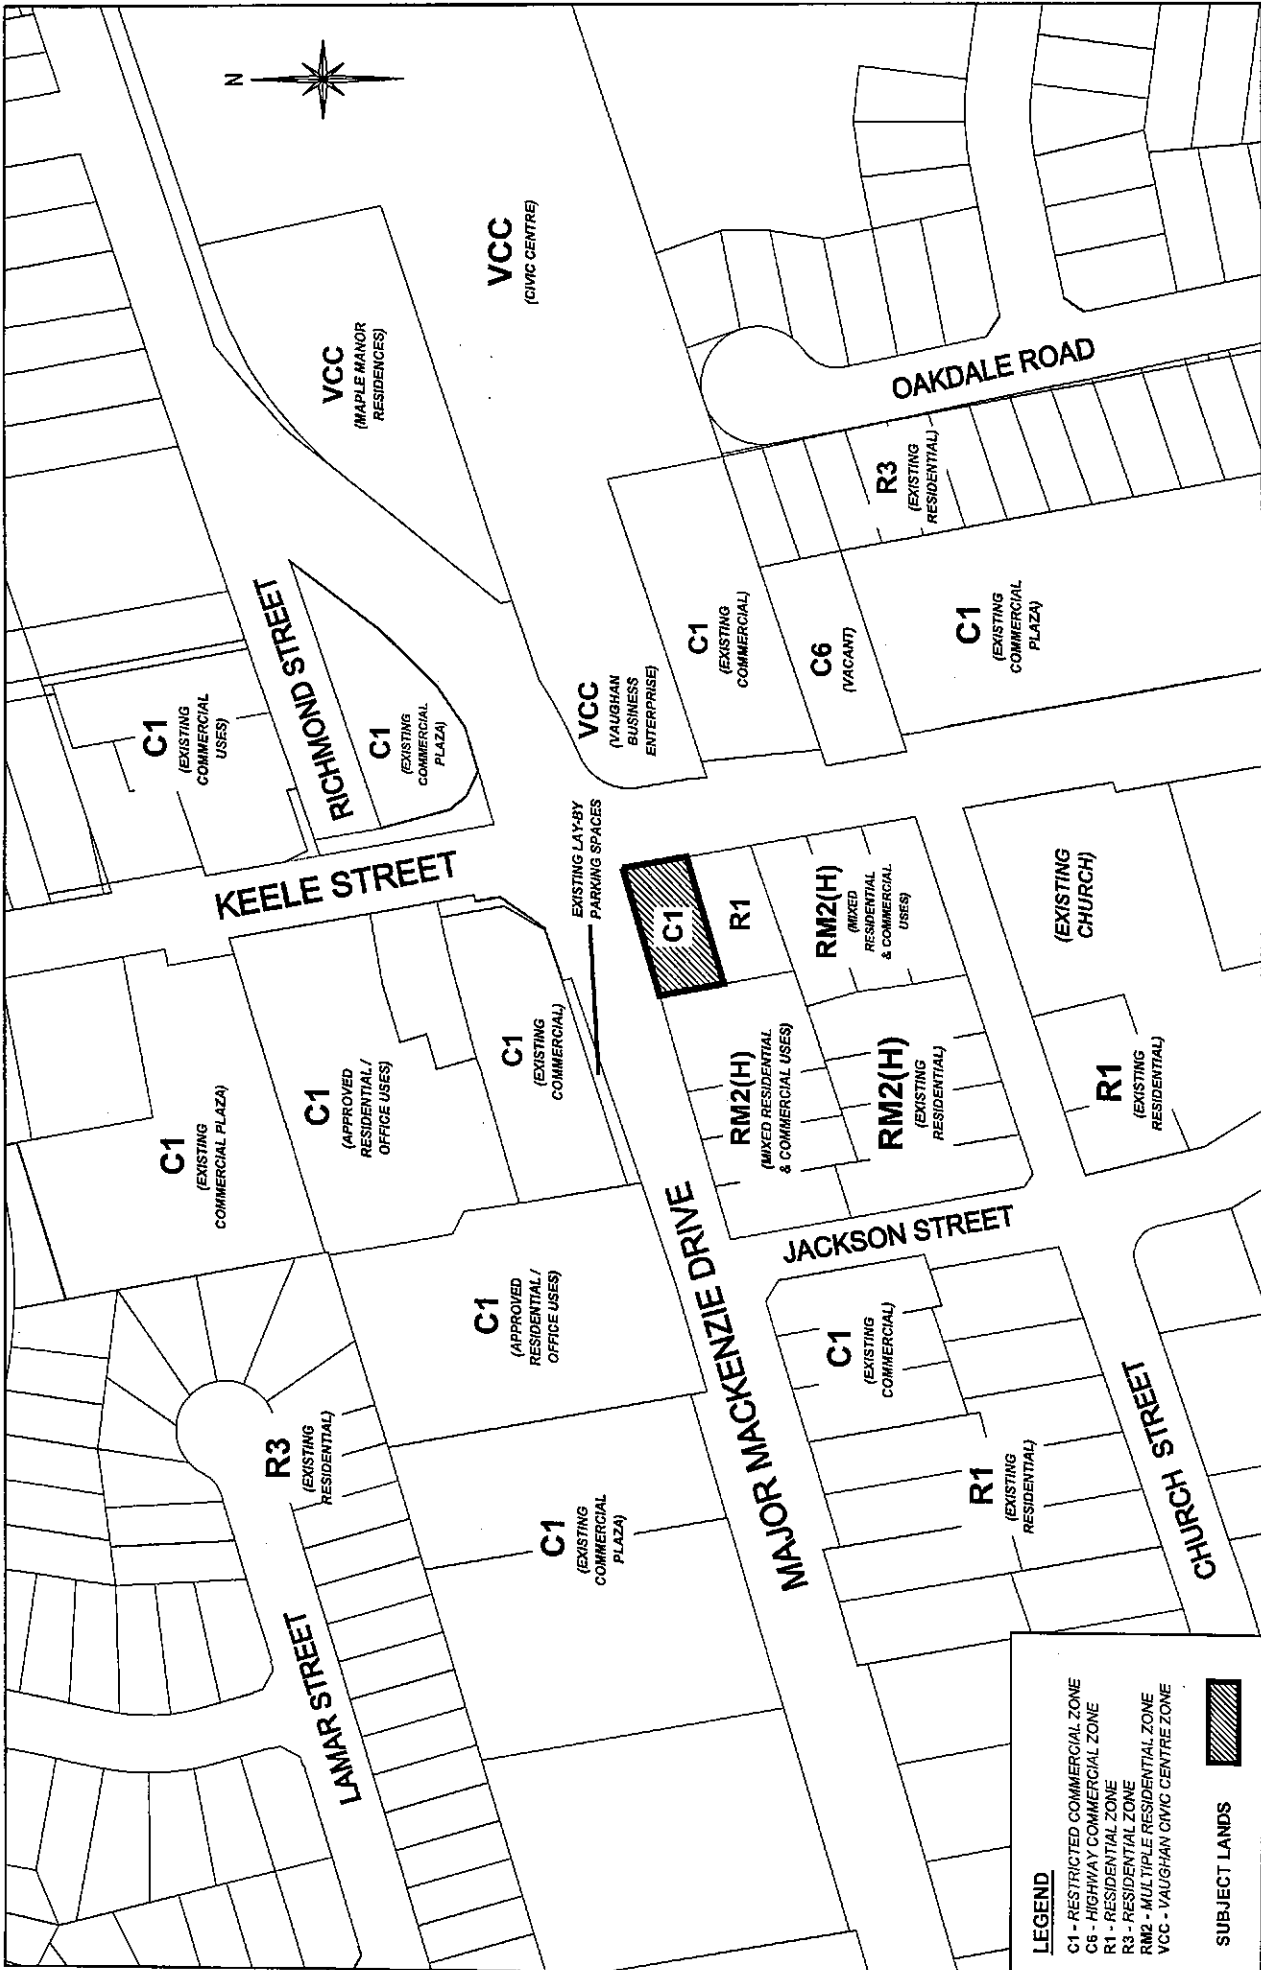 N
C1
(EXISTING
COMMERCIAL PLAZA)
C1
(APPROVED
RESIDENTIAL /
OFFICE USES)
C1
(EXISTING
COMMERCIAL)
C1
(APPROVED
RESIDENTIAL /
OFFICE USES)
R3
(EXISTING
RESIDENTIAL)
C1
(EXISTING
COMMERCIAL
PLAZA)
LAMAR STREET
KEELE STREET
RICHMOND STREET
C1
(EXISTING
COMMERCIAL
USES)
C1
(EXISTING
COMMERCIAL
PLAZA)
VCC
(MAPLE MANOR
RESIDENCES)
VCC
(CIVIC CENTRE)
VCC
(VAUGHAN
BUSINESS
ENTERPRISE)
EXISTING LAY-BY
PARKING SPACES
MAJOR MACKENZIE DRIVE
C1
R1
RM2(H)
(MIXED
RESIDENTIAL
& COMMERCIAL
USES)
RM2(H)
(MIXED RESIDENTIAL
& COMMERCIAL USES)
RM2(H)
(EXISTING
RESIDENTIAL)
C1
(EXISTING
COMMERCIAL)
C6
(VACANT)
C1
(EXISTING
COMMERCIAL
PLAZA)
R3
(EXISTING
RESIDENTIAL)
OAKDALE ROAD
JACKSON STREET
C1
(EXISTING
COMMERCIAL)
R1
(EXISTING
RESIDENTIAL)
R1
(EXISTING
RESIDENTIAL)
(EXISTING
CHURCH)
CHURCH STREET
LEGEND
C1 - RESTRICTED COMMERCIAL ZONE
C6 - HIGHWAY COMMERCIAL ZONE
R1 - RESIDENTIAL ZONE
R3 - RESIDENTIAL ZONE
RM2 - MULTIPLE RESIDENTIAL ZONE
VCC - VAUGHAN CIVIC CENTRE ZONE
SUBJECT LANDS